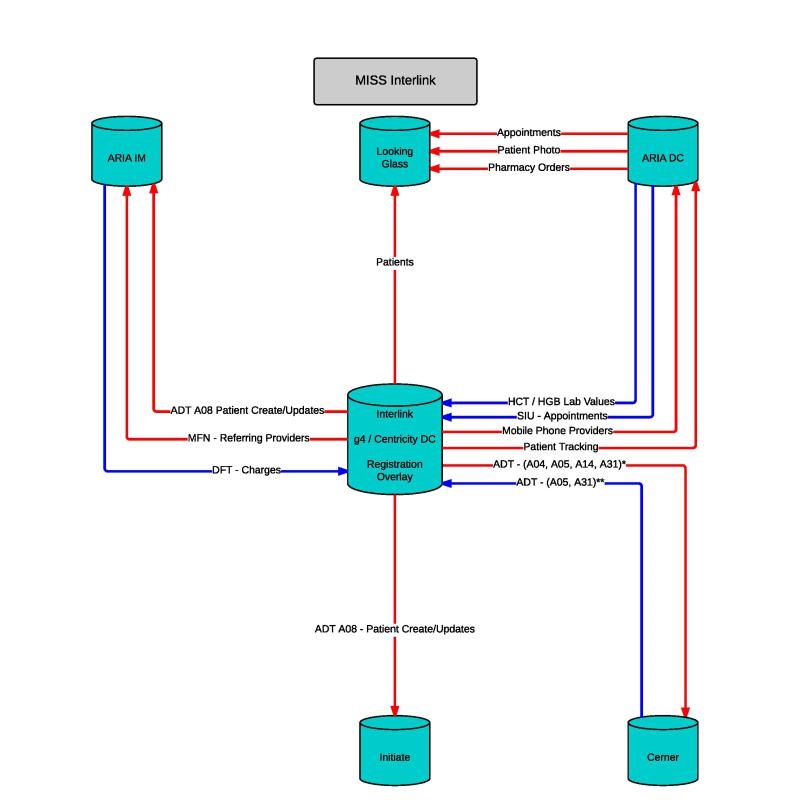 MISS Interlink
ARIA IM
Looking
Glass
ARIA DC
Appointments
Patient Photo
Pharmacy Orders
Patients
ADT A08 Patient Create/Updates
MFN - Referring Providers
DFT - Charges
Interlink
g4 / Centricity DC
Registration
Overlay
HCT / HGB Lab Values
SIU - Appointments
Mobile Phone Providers
Patient Tracking
ADT - (A04, A05, A14, A31)*
ADT - (A05, A31)**
ADT A08 - Patient Create/Updates
Initiate
Cerner